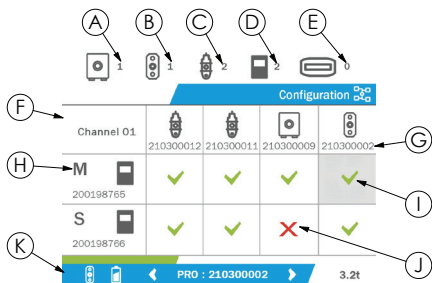 A B C D E
1 1 2 2 0
Configuration
F
Channel 01
210300012 210300011 210300009 210300002
G
H
M
200198765
I
S
200198766
J
K
PRO : 210300002
3.2t